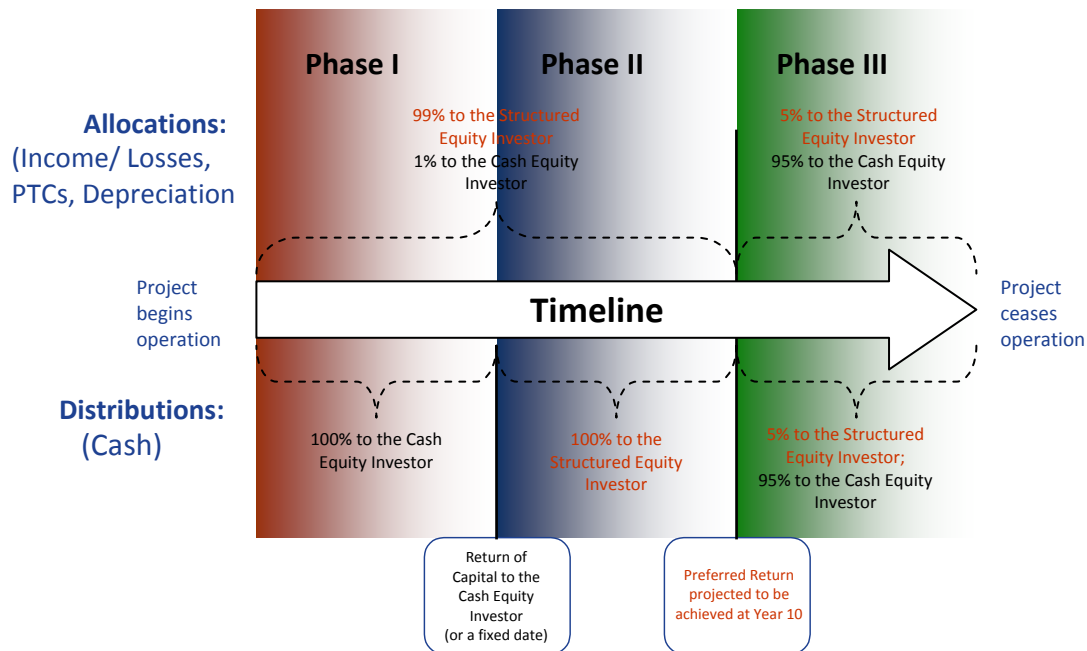 Phase I
Phase II
Phase III
Allocations:
(Income/ Losses,
PTCs, Depreciation
99% to the Structured
Equity Investor
1% to the Cash Equity
Investor
5% to the Structured
Equity Investor
95% to the Cash Equity
Investor
Project
begins
operation
Timeline
Project
ceases
operation
Distributions:
(Cash)
100% to the Cash
Equity Investor
100% to the
Structured Equity
Investor
5% to the Structured
Equity Investor;
95% to the Cash Equity
Investor
Return of
Capital to the
Cash Equity
Investor
(or a fixed date)
Preferred Return
projected to be
achieved at Year 10